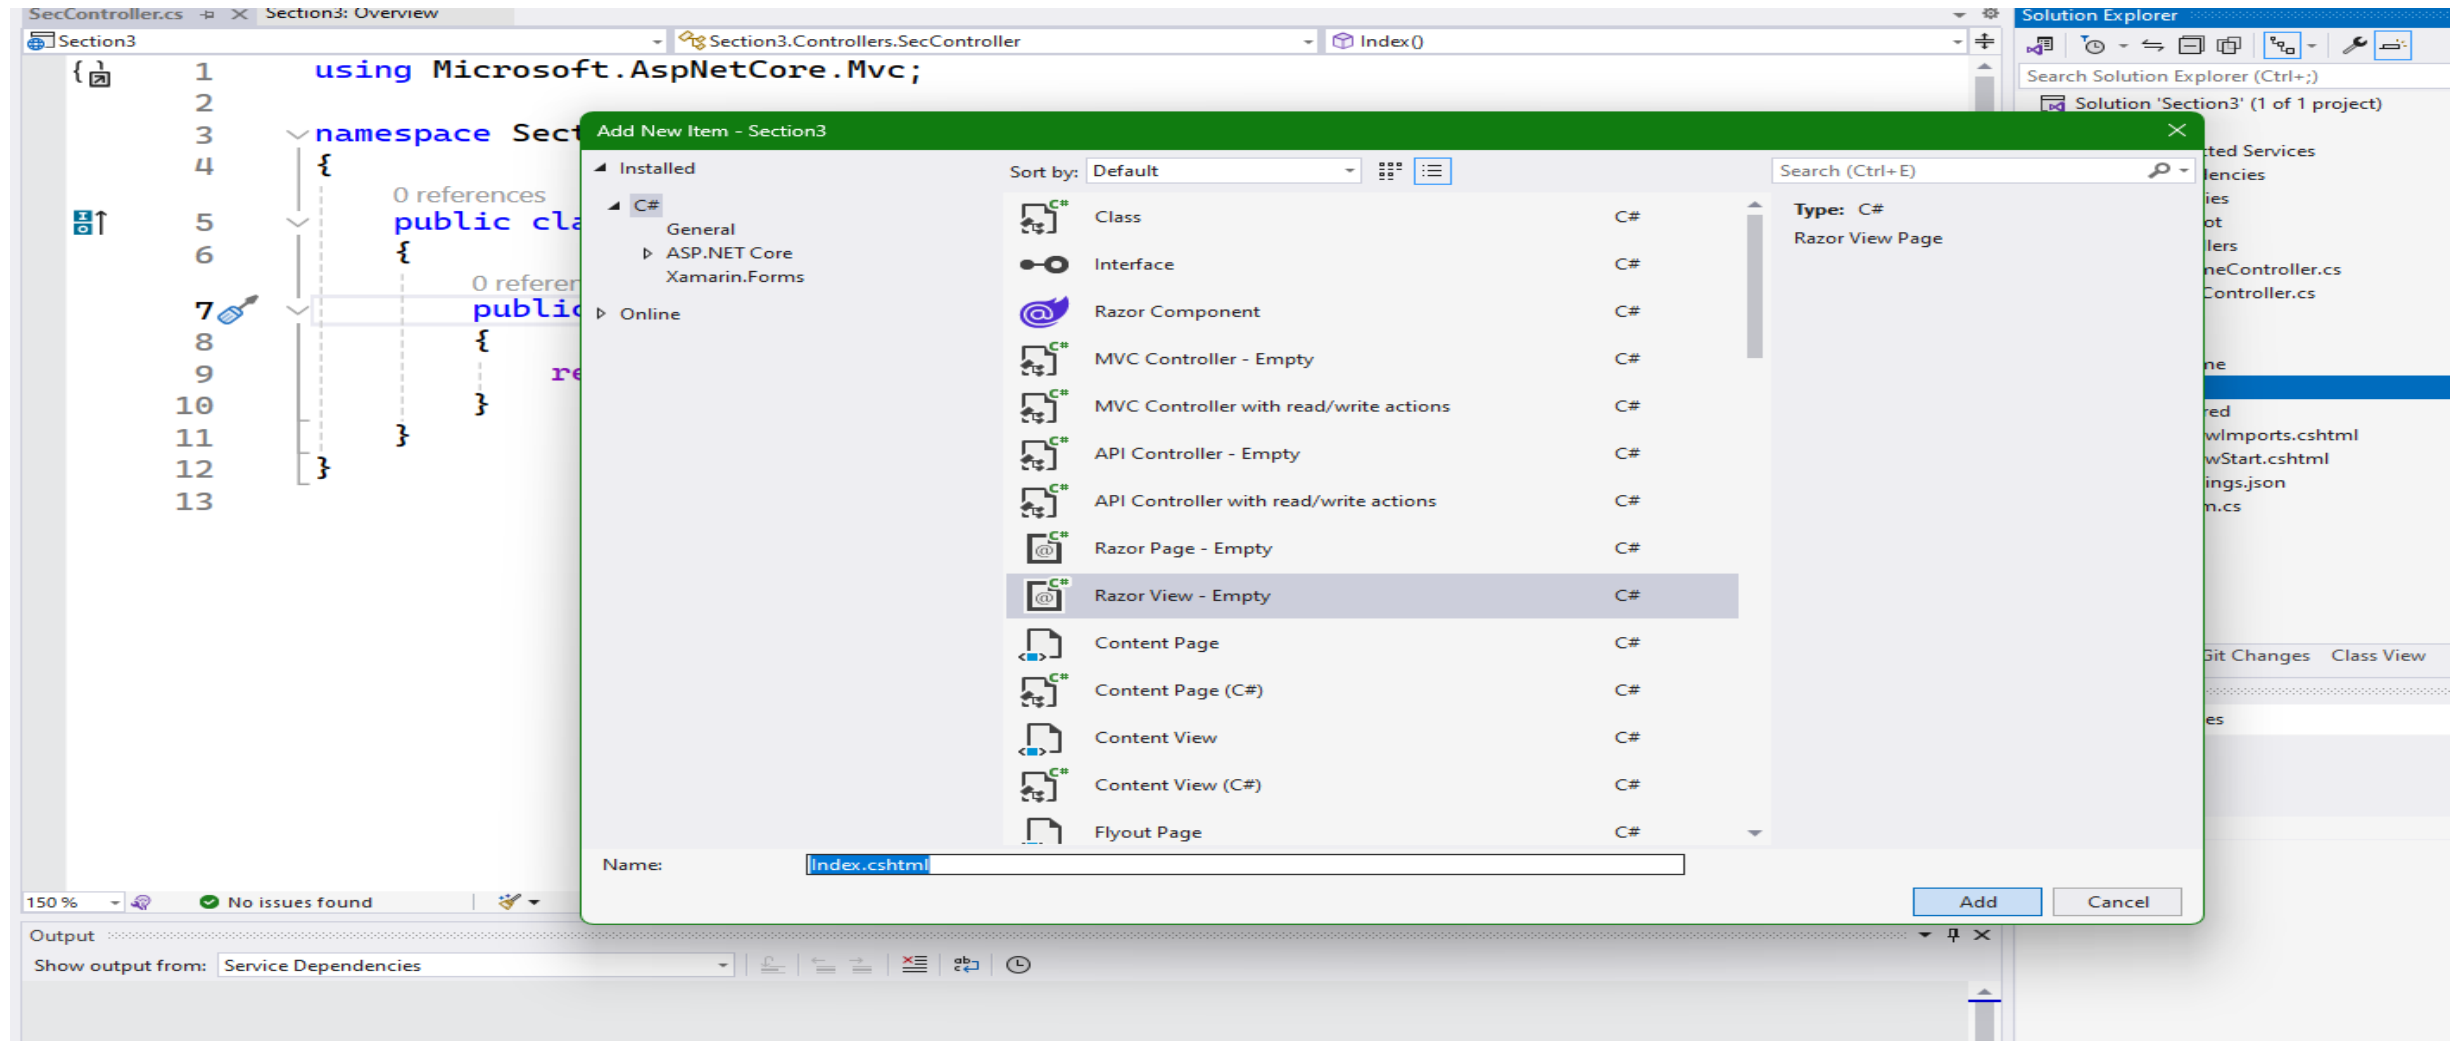 SecController.cs
Section3: Overview
Section3
Section3.Controllers.SecController
Index()
1 using Microsoft.AspNetCore.Mvc;
2
3 namespace Sect
4 {
0 references
5 public cla
6 {
0 referen
7 public
8 {
9 re
10 }
11 }
12 }
13
150 %
No issues found
Output
Show output from: Service Dependencies
Add New Item - Section3
Installed
C#
General
ASP.NET Core
Xamarin.Forms
Online
Sort by: Default
Class C#
Interface C#
Razor Component C#
MVC Controller - Empty C#
MVC Controller with read/write actions C#
API Controller - Empty C#
API Controller with read/write actions C#
Razor Page - Empty C#
Razor View - Empty C#
Content Page C#
Content Page (C#) C#
Content View C#
Content View (C#) C#
Flyout Page C#
Search (Ctrl+E)
Type: C#
Razor View Page
Name: Index.cshtml
Add
Cancel
Solution Explorer
Search Solution Explorer (Ctrl+;)
Solution 'Section3' (1 of 1 project)
cted Services
dencies
ies
ot
llers
meController.cs
Controller.cs
me
red
wImports.cshtml
wStart.cshtml
ings.json
m.cs
Git Changes
Class View
es